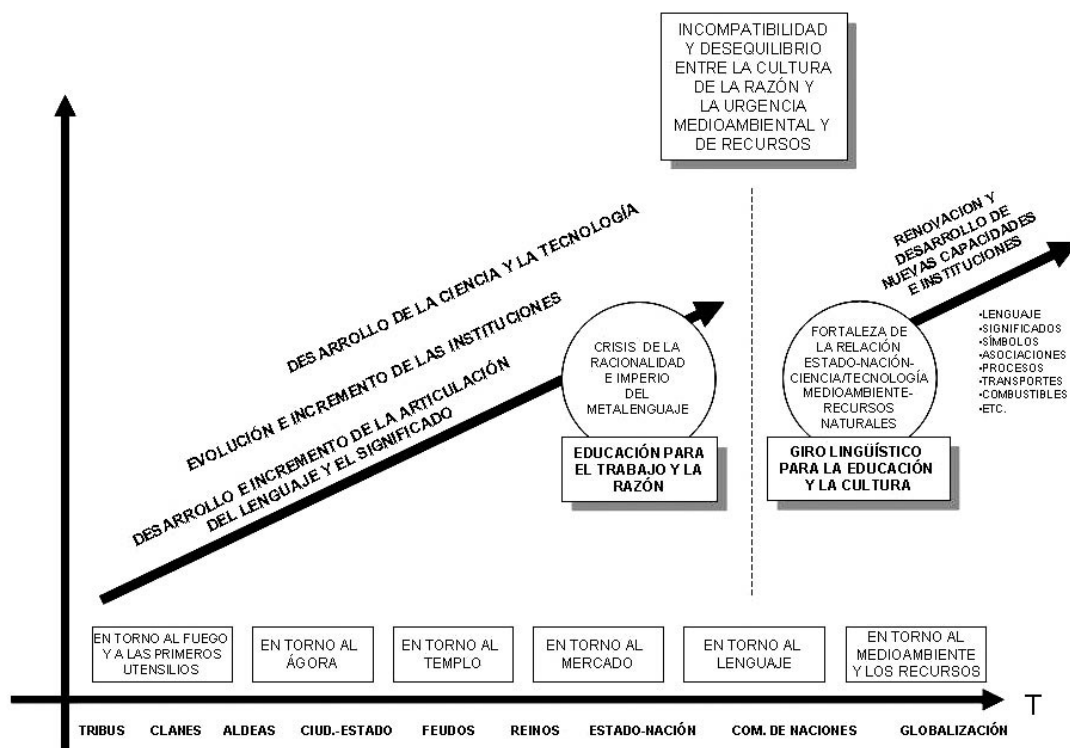 INCOMPATIBILIDAD
Y DESEQUILIBRIO
ENTRE LA CULTURA
DE LA RAZÓN Y
LA URGENCIA
MEDIOAMBIENTAL Y
DE RECURSOS
DESARROLLO DE LA CIENCIA Y LA TECNOLOGÍA
EVOLUCIÓN E INCREMENTO DE LAS INSTITUCIONES
DESARROLLO E INCREMENTO DE LA ARTICULACIÓN
DEL LENGUAJE Y EL SIGNIFICADO
CRISIS DE LA
RACIONALIDAD
E IMPERIO
DEL
METALENGUAJE
EDUCACIÓN PARA
EL TRABAJO Y LA
RAZÓN
RENOVACION Y
DESARROLLO DE
NUEVAS CAPACIDADES
E INSTITUCIONES
FORTALEZA DE
LA RELACIÓN
ESTADO-NACIÓN-
CIENCIA/TECNOLOGÍA
MEDIOAMBIENTE-
RECURSOS
NATURALES
GIRO LINGÜÍSTICO
PARA LA EDUCACIÓN
Y LA CULTURA
•LENGUAJE
•SIGNIFICADOS
•SÍMBOLOS
•ASOCIACIONES
•PROCESOS
•TRANSPORTES
•COMBUSTIBLES
•ETC.
EN TORNO AL FUEGO
Y A LAS PRIMEROS
UTENSILIOS
EN TORNO AL
ÁGORA
EN TORNO AL
TEMPLO
EN TORNO AL
MERCADO
EN TORNO AL
LENGUAJE
EN TORNO AL
MEDIOAMBIENTE
Y LOS RECURSOS
T
TRIBUS CLANES ALDEAS CIUD.-ESTADO FEUDOS REINOS ESTADO-NACIÓN COM. DE NACIONES GLOBALIZACIÓN